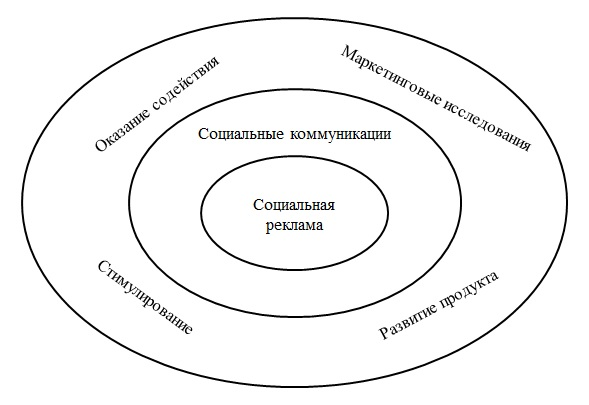 Оказание содействия
Маркетинговые исследования
Социальные коммуникации
Социальная
реклама
Стимулирование
Развитие продукта